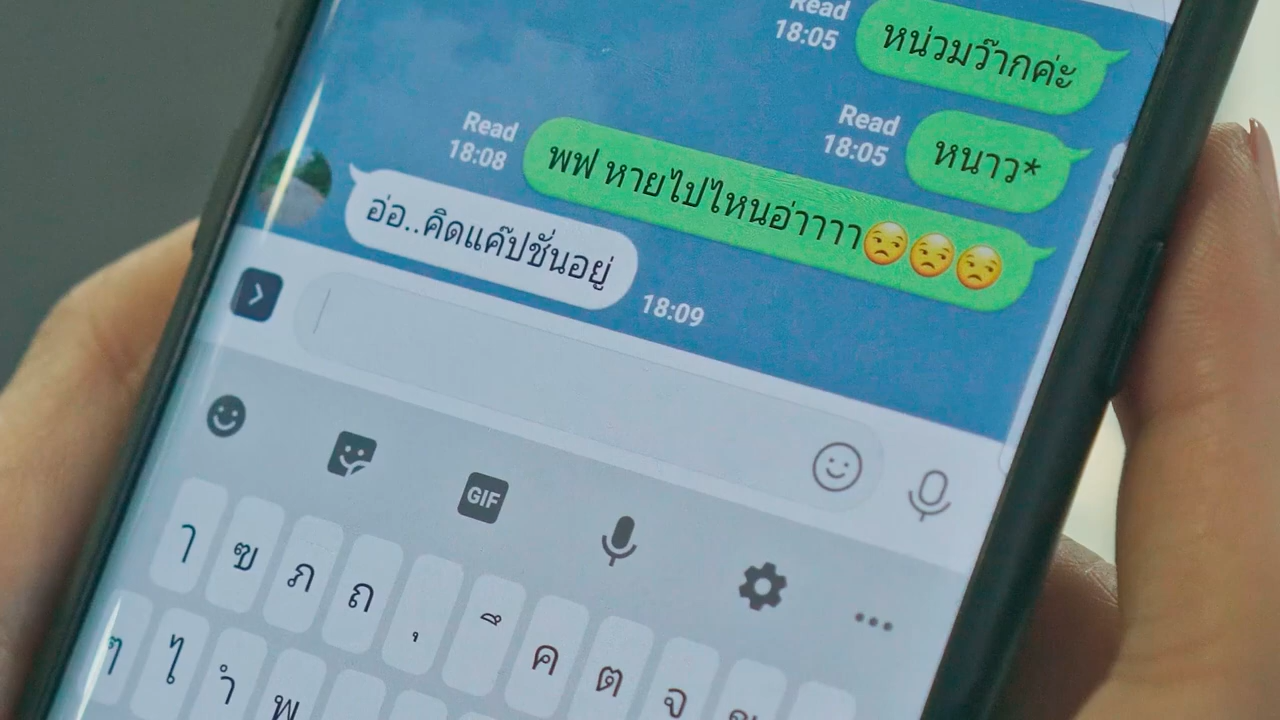 Read
18:05
หน่วมว๊ากค่ะ
Read
18:05
หนาว*
Read
18:08
พฟ หายไปไหนอ่าาาา😒😒😒
อ่อ..คิดแค๊ปชั่นอยู่
18:09
GIF
า ฃ ภ ถ ุ ึ ค ต จ
ๆ ไ ำ พ